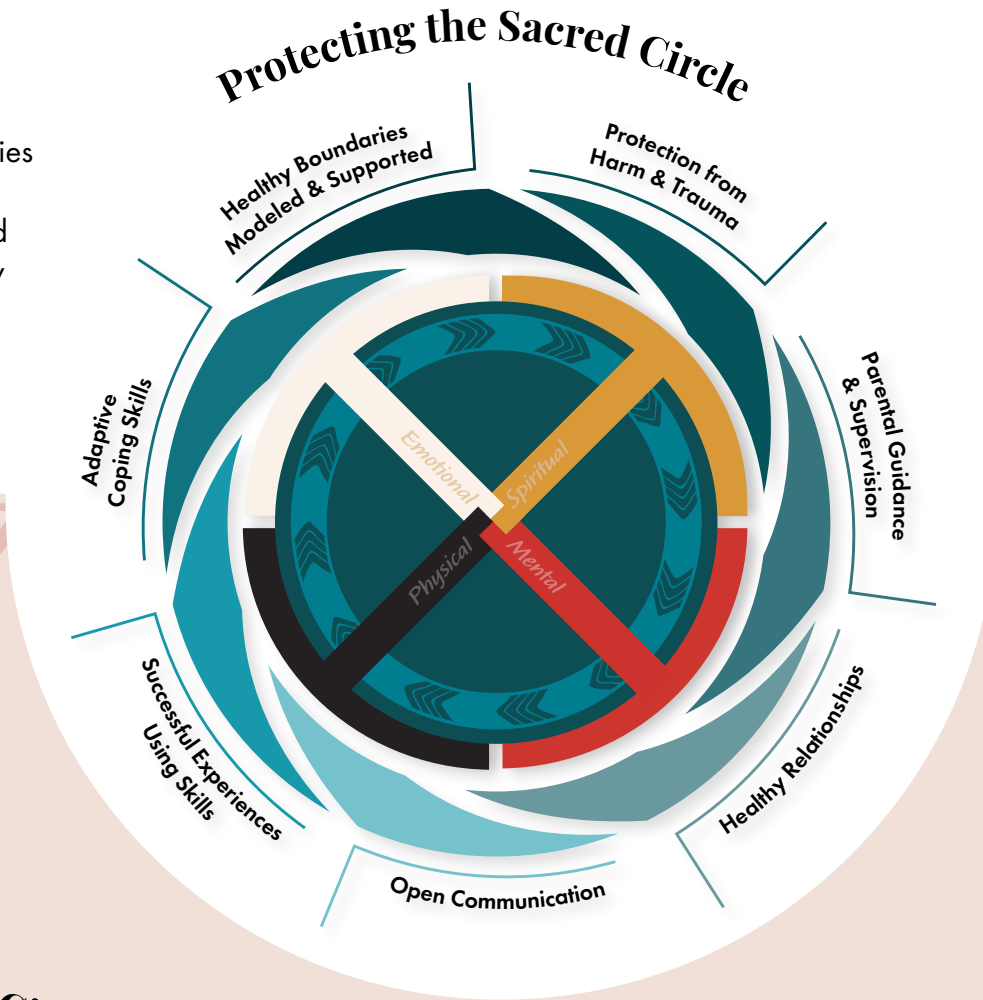 Protecting the Sacred Circle
ies
d
y
Healthy Boundaries
Modeled & Supported
Protection from
Harm & Trauma
Parental Guidance
& Supervision
Healthy Relationships
Open Communication
Successful Experiences
Using Skills
Adaptive
Coping Skills
Emotional
Spiritual
Physical
Mental